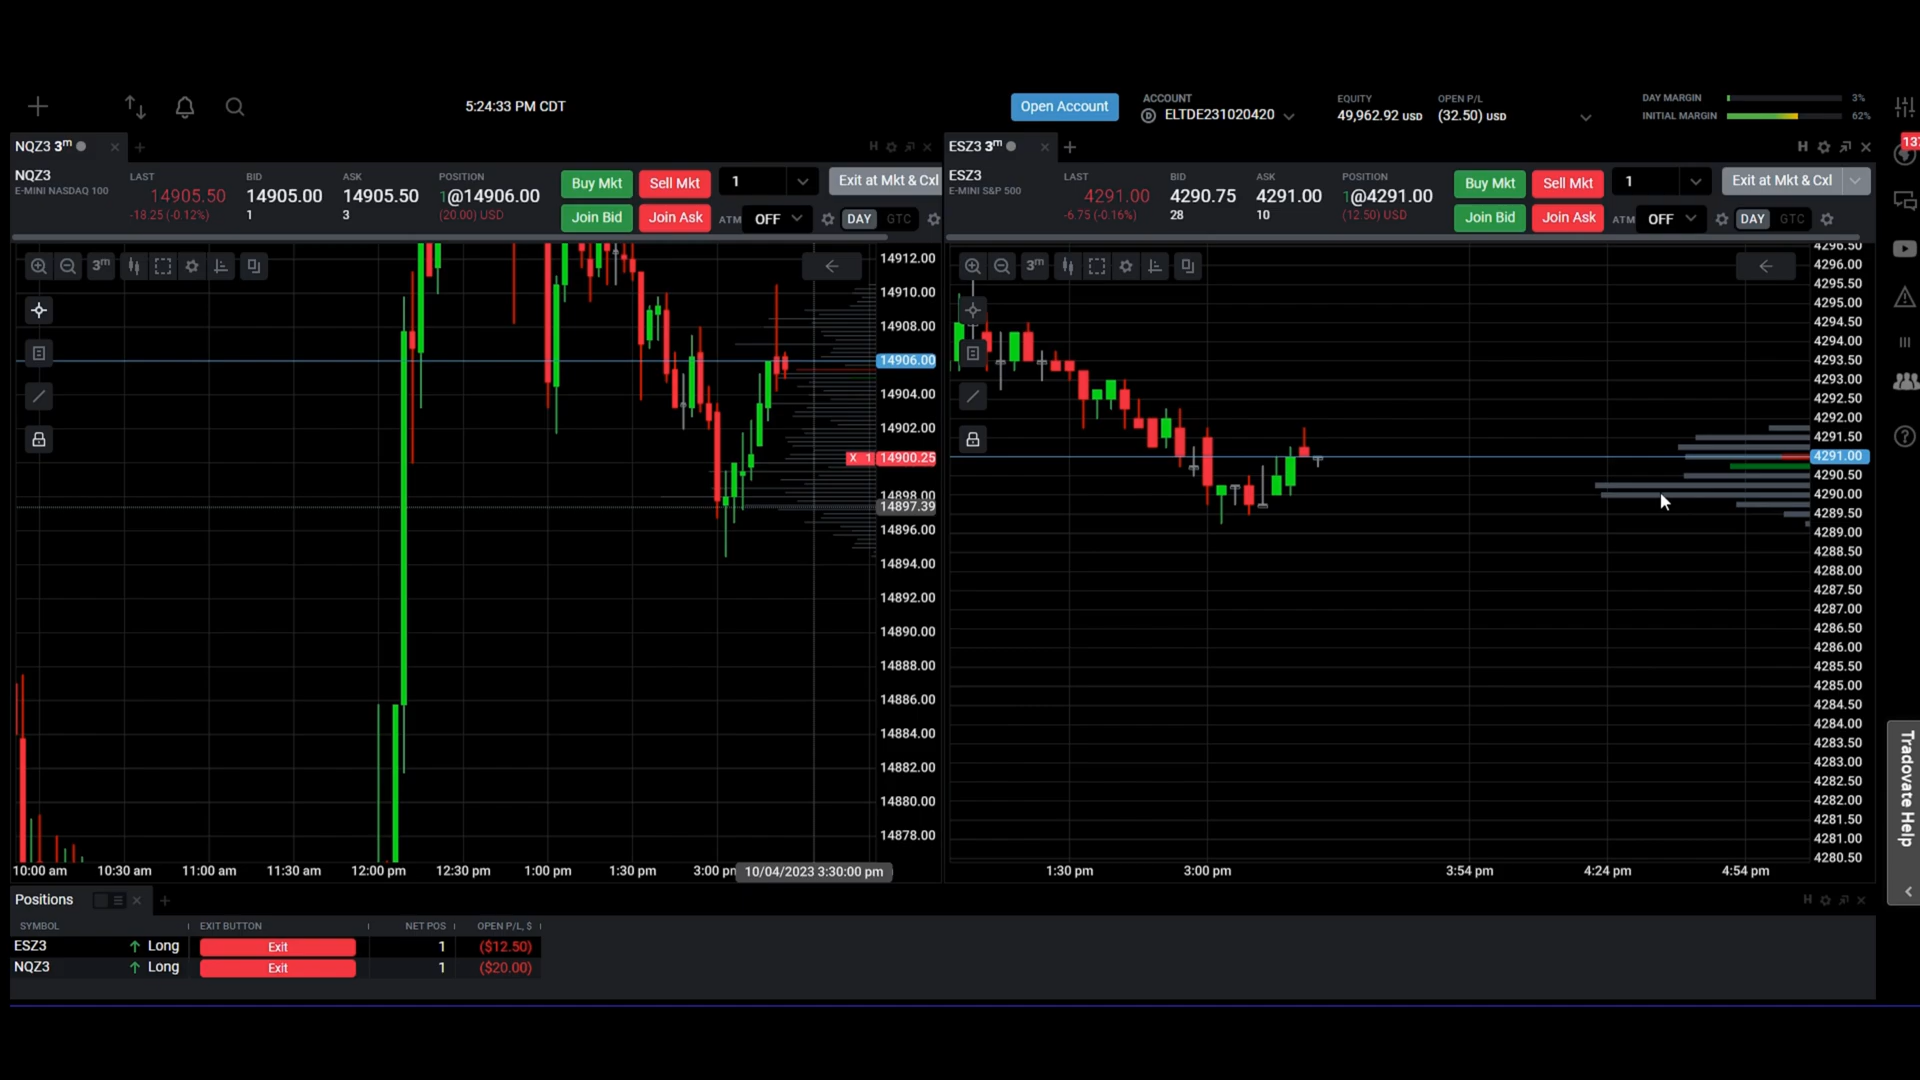 5:24:33 PM CDT
Open Account
ACCOUNT
D ELTDE231020420
EQUITY
49,962.92 USD
OPEN P/L
(32.50) USD
DAY MARGIN 3%
INITIAL MARGIN 62%
NQZ3 3m
H
NQZ3
E-MINI NASDAQ 100
LAST
14905.50
-18.25 (-0.12%)
BID
14905.00
1
ASK
14905.50
3
POSITION
1@14906.00
(20.00) USD
Buy Mkt
Sell Mkt
1
Exit at Mkt & Cxl
Join Bid
Join Ask
ATM OFF
DAY
GTC
3m
14912.00
14910.00
14908.00
14906.00
14904.00
14902.00
X 1 14900.25
14898.00
14897.39
14896.00
14894.00
14892.00
14890.00
14888.00
14886.00
14884.00
14882.00
14880.00
14878.00
10:00 am
10:30 am
11:00 am
11:30 am
12:00 pm
12:30 pm
1:00 pm
1:30 pm
10/04/2023 3:30:00 pm
ESZ3 3m
H
ESZ3
E-MINI S&P 500
LAST
4291.00
-6.75 (-0.16%)
BID
4290.75
28
ASK
4291.00
10
POSITION
1@4291.00
(12.50) USD
Buy Mkt
Sell Mkt
1
Exit at Mkt & Cxl
Join Bid
Join Ask
ATM OFF
DAY
GTC
3m
4296.50
4296.00
4295.50
4295.00
4294.50
4294.00
4293.50
4293.00
4292.50
4292.00
4291.50
4291.00
4290.50
4290.00
4289.50
4289.00
4288.50
4288.00
4287.50
4287.00
4286.50
4286.00
4285.50
4285.00
4284.50
4284.00
4283.50
4283.00
4282.50
4282.00
4281.50
4281.00
4280.50
1:30 pm
3:00 pm
3:54 pm
4:24 pm
4:54 pm
Tradovate Help
Positions
H
SYMBOL
EXIT BUTTON
NET POS
OPEN P/L, $
ESZ3 Long Exit 1 ($12.50)
NQZ3 Long Exit 1 ($20.00)